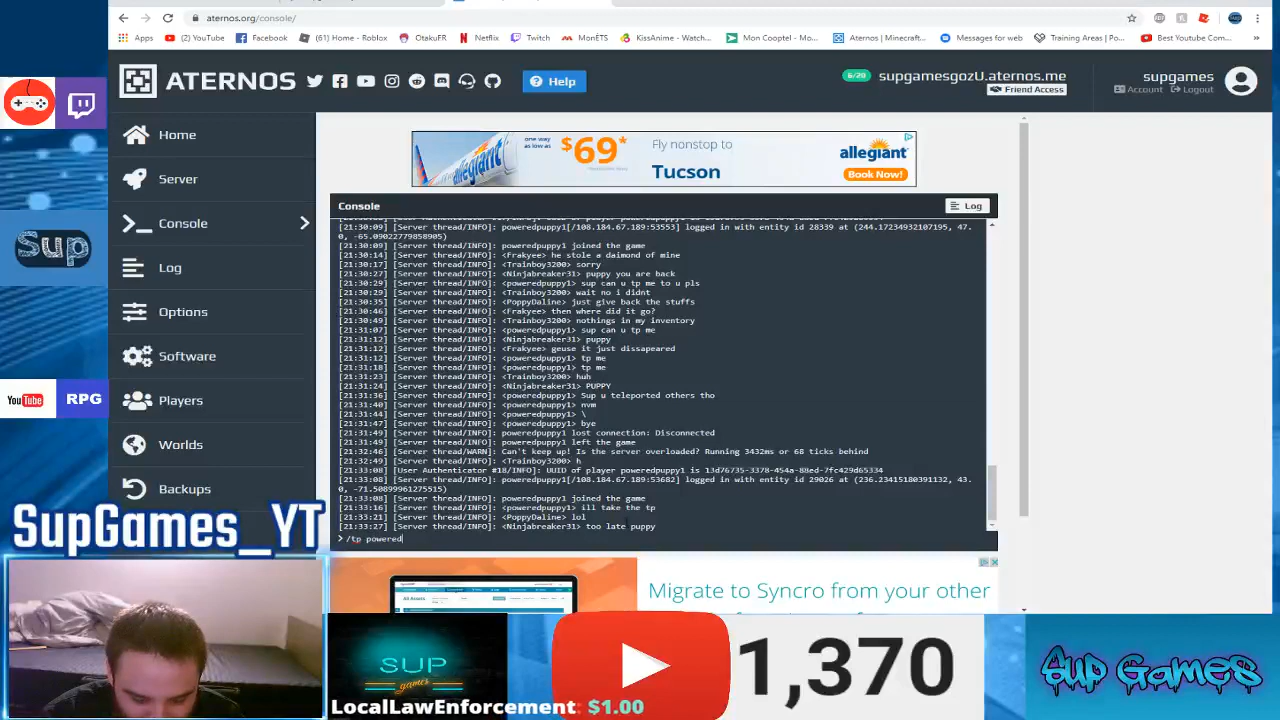 aternos.org/console/
Apps
(2) YouTube
Facebook
(61) Home - Roblox
OtakuFR
Netflix
Twitch
MonÉTS
KissAnime - Watch...
Mon Cooptel - Mo...
Aternos | Minecraft...
Messages for web
Training Areas | Po...
Best Youtube Com...
ATERNOS
Help
6/20
supgamesgozU.aternos.me
Friend Access
supgames
Account
Logout
Home
Server
Console
Log
Options
Software
Players
Worlds
Backups
one way
as low as
$69*
Fly nonstop to
Tucson
allegiant
Book Now!
Console
Log
[21:30:09] [Server thread/INFO]: poweredpuppy1[/108.184.67.189:53553] logged in with entity id 28339 at (244.17234932107195, 47.
0, -65.09022779858905)
[21:30:09] [Server thread/INFO]: poweredpuppy1 joined the game
[21:30:14] [Server thread/INFO]: <Frakyee> he stole a daimond of mine
[21:30:17] [Server thread/INFO]: <Trainboy3200> sorry
[21:30:27] [Server thread/INFO]: <Ninjabreaker31> puppy you are back
[21:30:29] [Server thread/INFO]: <poweredpuppy1> sup can u tp me to u pls
[21:30:29] [Server thread/INFO]: <Trainboy3200> wait no i didnt
[21:30:35] [Server thread/INFO]: <PoppyDaline> just give back the stuffs
[21:30:46] [Server thread/INFO]: <Frakyee> then where did it go?
[21:30:49] [Server thread/INFO]: <Trainboy3200> nothings in my inventory
[21:31:07] [Server thread/INFO]: <poweredpuppy1> sup can u tp me
[21:31:12] [Server thread/INFO]: <Ninjabreaker31> puppy
[21:31:12] [Server thread/INFO]: <Frakyee> geuse it just dissapeared
[21:31:12] [Server thread/INFO]: <poweredpuppy1> tp me
[21:31:18] [Server thread/INFO]: <poweredpuppy1> tp me
[21:31:23] [Server thread/INFO]: <Trainboy3200> huh
[21:31:24] [Server thread/INFO]: <Ninjabreaker31> PUPPY
[21:31:36] [Server thread/INFO]: <poweredpuppy1> Sup u teleported others tho
[21:31:40] [Server thread/INFO]: <poweredpuppy1> nvm
[21:31:44] [Server thread/INFO]: <poweredpuppy1> \
[21:31:47] [Server thread/INFO]: <poweredpuppy1> bye
[21:31:49] [Server thread/INFO]: poweredpuppy1 lost connection: Disconnected
[21:31:49] [Server thread/INFO]: poweredpuppy1 left the game
[21:32:46] [Server thread/WARN]: Can't keep up! Is the server overloaded? Running 3432ms or 68 ticks behind
[21:32:49] [Server thread/INFO]: <Trainboy3200> h
[21:33:08] [User Authenticator #18/INFO]: UUID of player poweredpuppy1 is 13d76735-3378-454a-88ed-7fc429d65334
[21:33:08] [Server thread/INFO]: poweredpuppy1[/108.184.67.189:53682] logged in with entity id 29026 at (236.23415180391132, 43.
0, -71.50899961275515)
[21:33:08] [Server thread/INFO]: poweredpuppy1 joined the game
[21:33:16] [Server thread/INFO]: <poweredpuppy1> ill take the tp
[21:33:21] [Server thread/INFO]: <PoppyDaline> lol
[21:33:27] [Server thread/INFO]: <Ninjabreaker31> too late puppy
> /tp powered
Migrate to Syncro from your other
Sup
YouTube
RPG
SupGames_YT
SUP
games
LocalLawEnforcement: $1.00
1,370
Sup Games